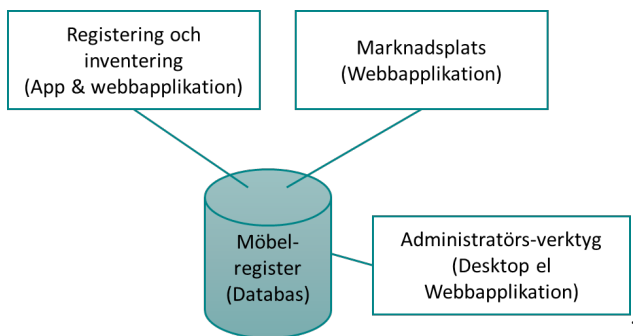 Registering och
inventering
(App & webbapplikation)
Marknadsplats
(Webbapplikation)
Möbel-
register
(Databas)
Administratörs-verktyg
(Desktop el
Webbapplikation)